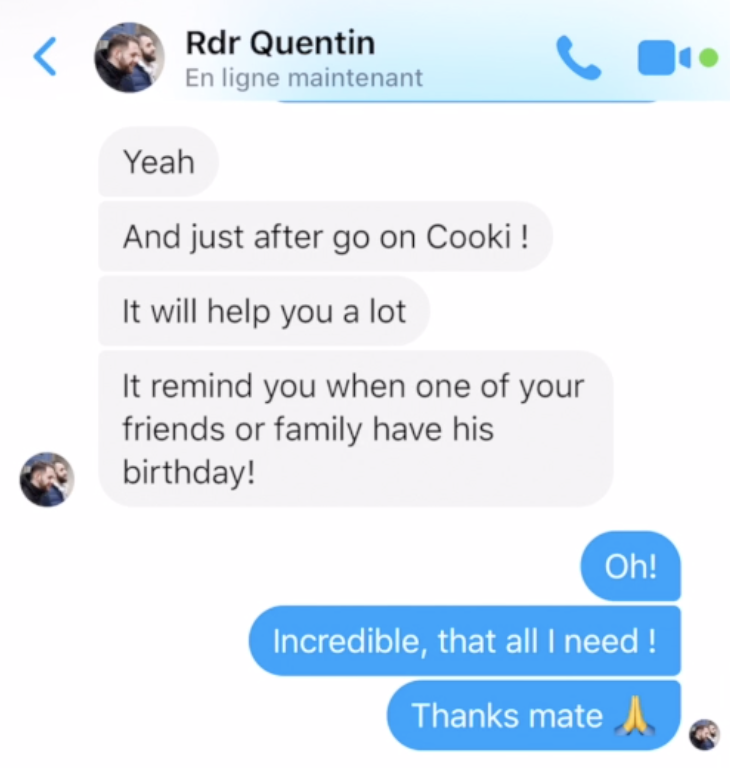 Rdr Quentin
En ligne maintenant
Yeah
And just after go on Cooki !
It will help you a lot
It remind you when one of your
friends or family have his
birthday!
Oh!
Incredible, that all I need !
Thanks mate 🙏